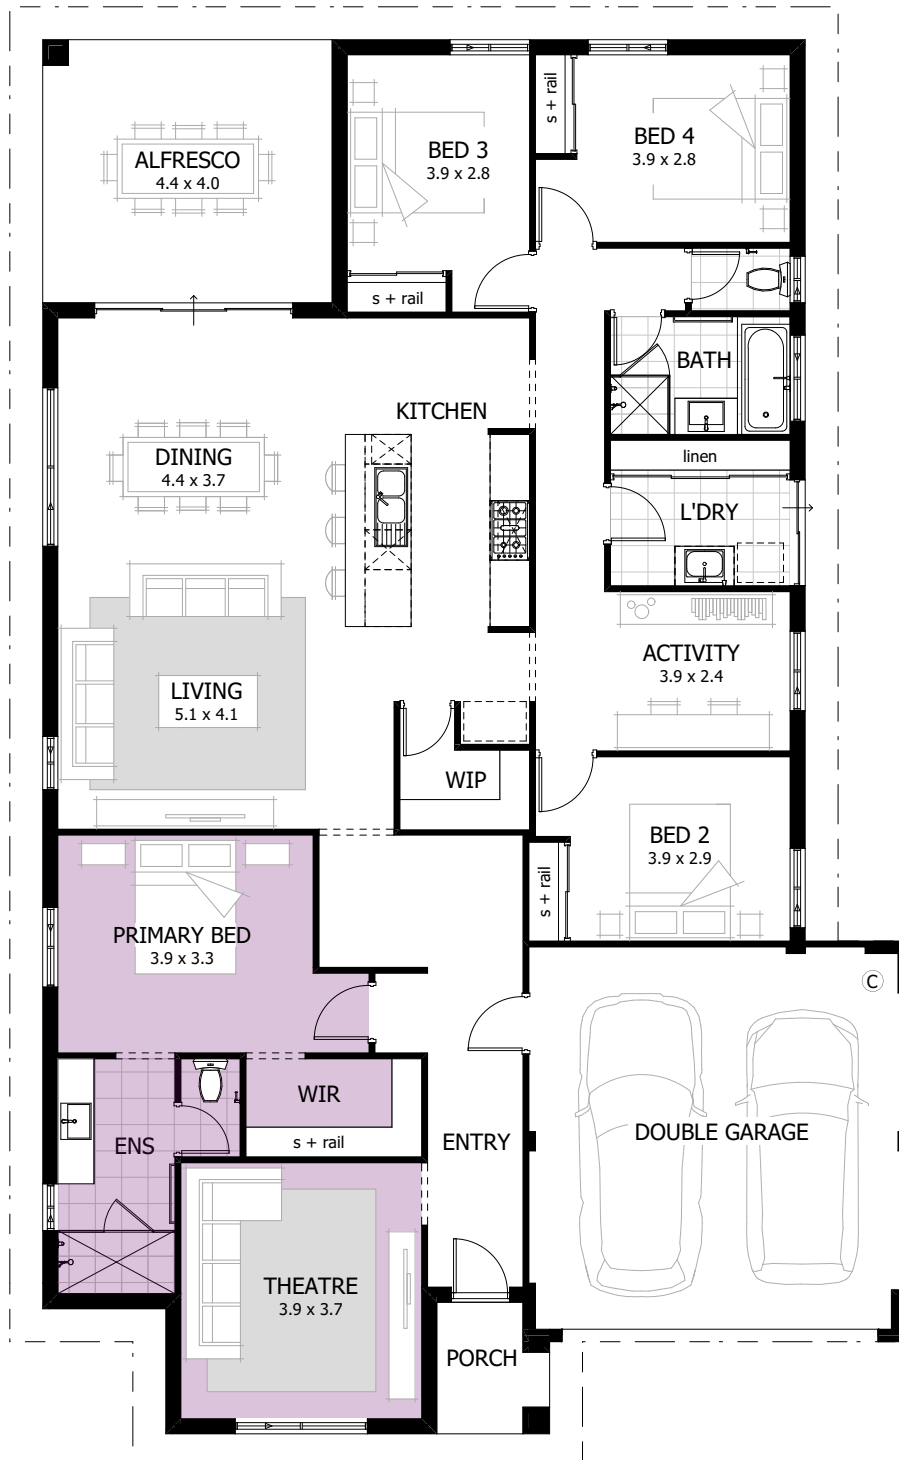 ALFRESCO
4.4 x 4.0
BED 3
3.9 x 2.8
s + rail
s + rail
BED 4
3.9 x 2.8
BATH
KITCHEN
DINING
4.4 x 3.7
linen
L'DRY
ACTIVITY
3.9 x 2.4
LIVING
5.1 x 4.1
WIP
BED 2
3.9 x 2.9
s + rail
PRIMARY BED
3.9 x 3.3
C
WIR
s + rail
ENS
ENTRY
DOUBLE GARAGE
THEATRE
3.9 x 3.7
PORCH